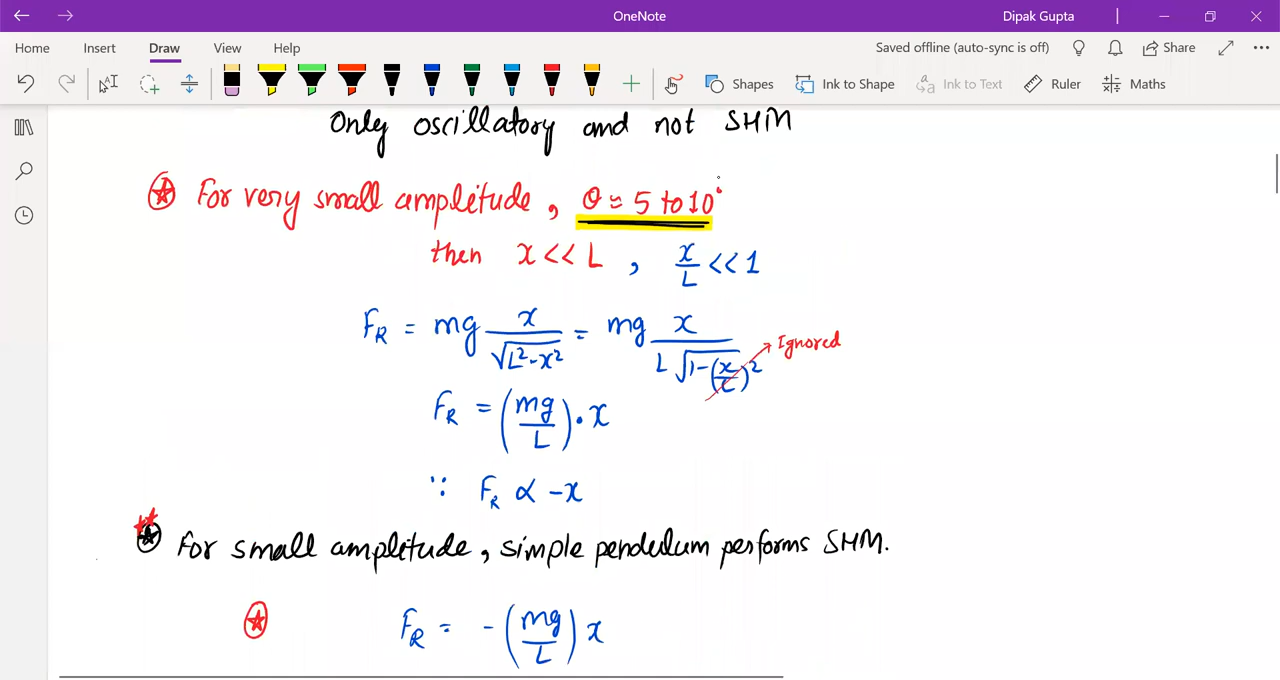 OneNote
Dipak Gupta
Home Insert Draw View Help
Saved offline (auto-sync is off)
Share
Shapes Ink to Shape Ink to Text Ruler Maths
Only oscillatory and not SHM
For very small amplitude, θ ≈ 5 to 10°
then x << L , x/L << 1
F_R = mg x/√(L²-x²) = mg x/(L√(1-(x/L)²)) Ignored
F_R = (mg/L) • x
∵ F_R ∝ -x
For small amplitude, simple pendulum performs SHM.
F_R = -(mg/L) x